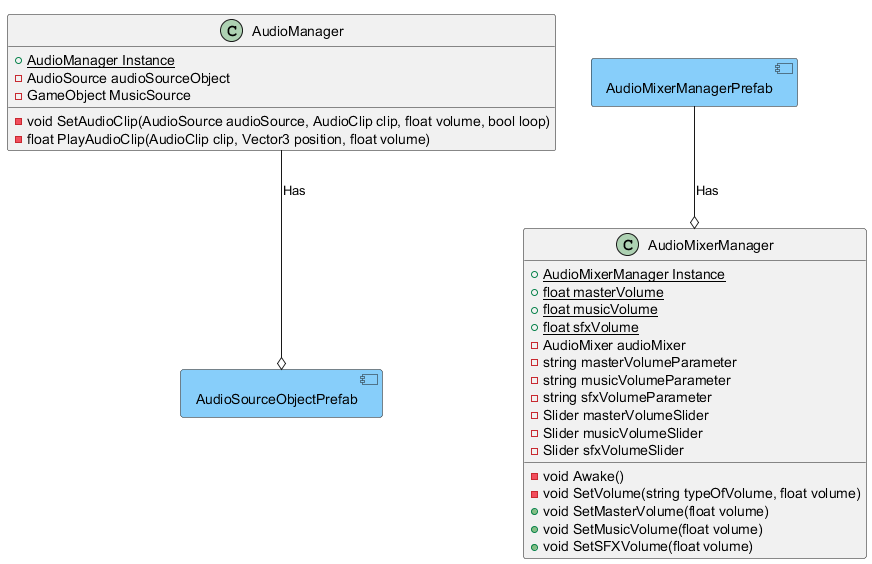 C AudioManager
AudioManager Instance
AudioSource audioSourceObject
GameObject MusicSource
void SetAudioClip(AudioSource audioSource, AudioClip clip, float volume, bool loop)
float PlayAudioClip(AudioClip clip, Vector3 position, float volume)
AudioMixerManagerPrefab
Has
Has
AudioSourceObjectPrefab
C AudioMixerManager
AudioMixerManager Instance
float masterVolume
float musicVolume
float sfxVolume
AudioMixer audioMixer
string masterVolumeParameter
string musicVolumeParameter
string sfxVolumeParameter
Slider masterVolumeSlider
Slider musicVolumeSlider
Slider sfxVolumeSlider
void Awake()
void SetVolume(string typeOfVolume, float volume)
void SetMasterVolume(float volume)
void SetMusicVolume(float volume)
void SetSFXVolume(float volume)